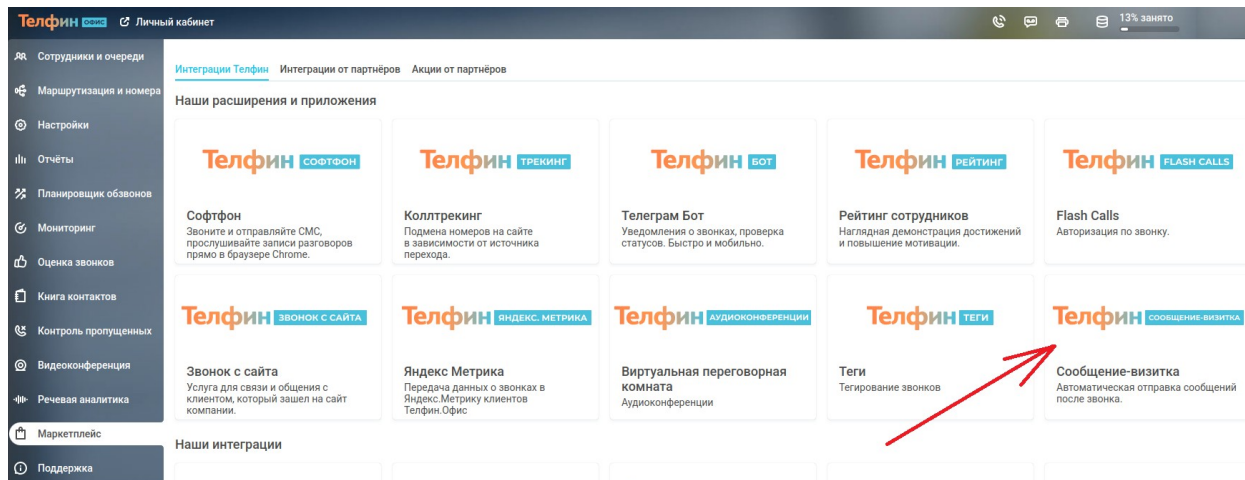 Телфин ОФИС Личный кабинет 13% занято
Сотрудники и очереди
Маршрутизация и номера
Настройки
Отчёты
Планировщик обзвонов
Мониторинг
Оценка звонков
Книга контактов
Контроль пропущенных
Видеоконференция
Речевая аналитика
Маркетплейс
Поддержка
Интеграции Телфин Интеграции от партнёров Акции от партнёров
Наши расширения и приложения
Телфин СОФТФОН
Софтфон
Звоните и отправляйте СМС,
прослушивайте записи разговоров
прямо в браузере Chrome.
Телфин ТРЕКИНГ
Коллтрекинг
Подмена номеров на сайте
в зависимости от источника
перехода.
Телфин БОТ
Телеграм Бот
Уведомления о звонках, проверка
статусов. Быстро и мобильно.
Телфин РЕЙТИНГ
Рейтинг сотрудников
Наглядная демонстрация достижений
и повышение мотивации.
Телфин FLASH CALLS
Flash Calls
Авторизация по звонку.
Телфин ЗВОНОК С САЙТА
Звонок с сайта
Услуга для связи и общения с
клиентом, который зашел на сайт
компании.
Телфин ЯНДЕКС. МЕТРИКА
Яндекс Метрика
Передача данных о звонках в
Яндекс.Метрику клиентов
Телфин.Офис
Телфин АУДИОКОНФЕРЕНЦИИ
Виртуальная переговорная
комната
Аудиоконференции
Телфин ТЕГИ
Теги
Тегирование звонков
Телфин СООБЩЕНИЕ-ВИЗИТКА
Сообщение-визитка
Автоматическая отправка сообщений
после звонка.
Наши интеграции